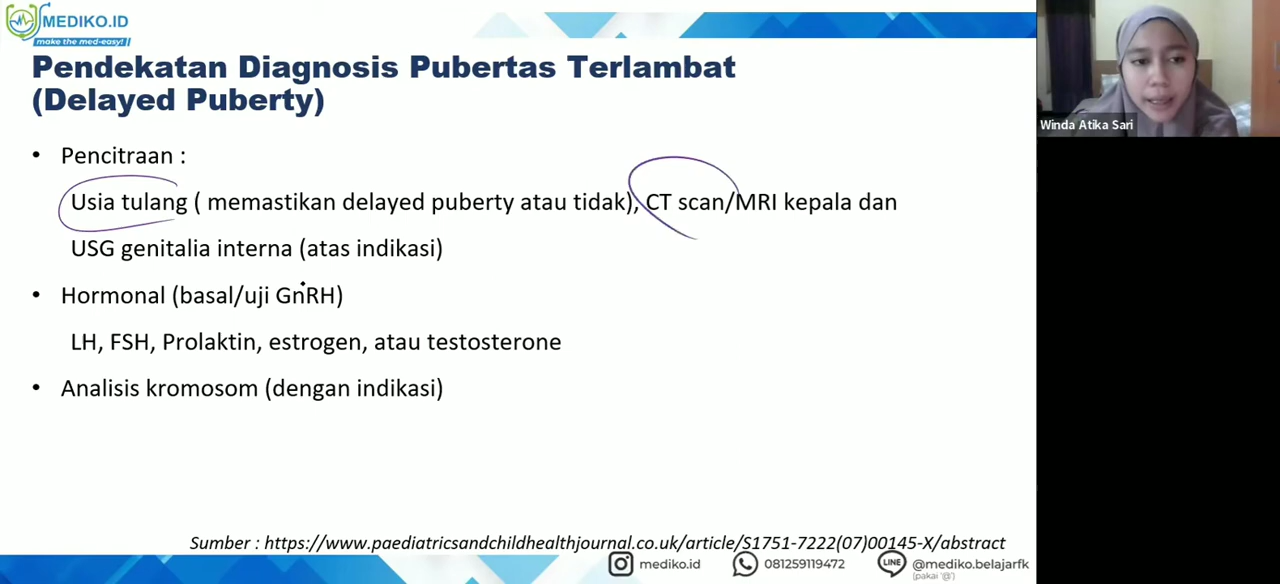 MEDIKO.ID
make the med-easy!
Pendekatan Diagnosis Pubertas Terlambat
(Delayed Puberty)
• Pencitraan :
Usia tulang ( memastikan delayed puberty atau tidak), CT scan/MRI kepala dan
USG genitalia interna (atas indikasi)
• Hormonal (basal/uji GnRH)
LH, FSH, Prolaktin, estrogen, atau testosterone
• Analisis kromosom (dengan indikasi)
Sumber : https://www.paediatricsandchildhealthjournal.co.uk/article/S1751-7222(07)00145-X/abstract
mediko.id
081259119472
LINE
@mediko.belajarfk
(pakai '@')
Winda Atika Sari